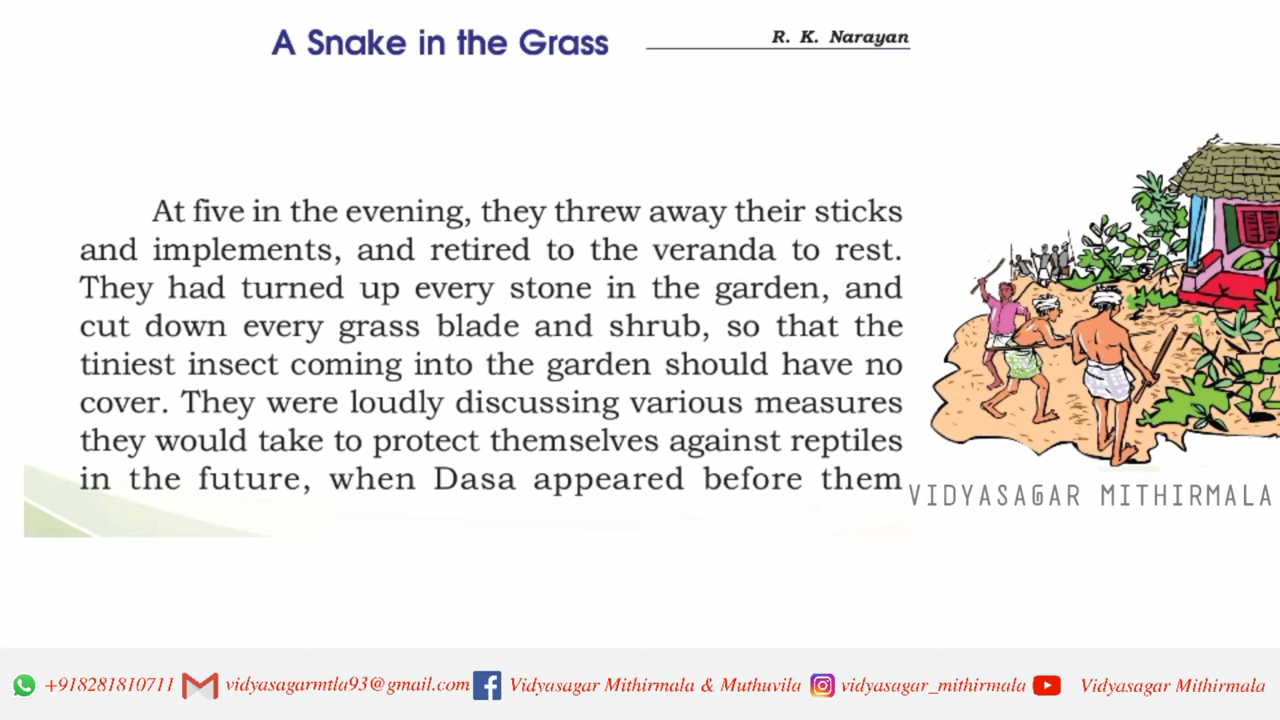 A Snake in the Grass
R. K. Narayan
At five in the evening, they threw away their sticks
and implements, and retired to the veranda to rest.
They had turned up every stone in the garden, and
cut down every grass blade and shrub, so that the
tiniest insect coming into the garden should have no
cover. They were loudly discussing various measures
they would take to protect themselves against reptiles
in the future, when Dasa appeared before them
VIDYASAGAR MITHIRMALA
+918281810711 vidyasagarmtla93@gmail.com Vidyasagar Mithirmala & Muthuvila vidyasagar_mithirmala Vidyasagar Mithirmala